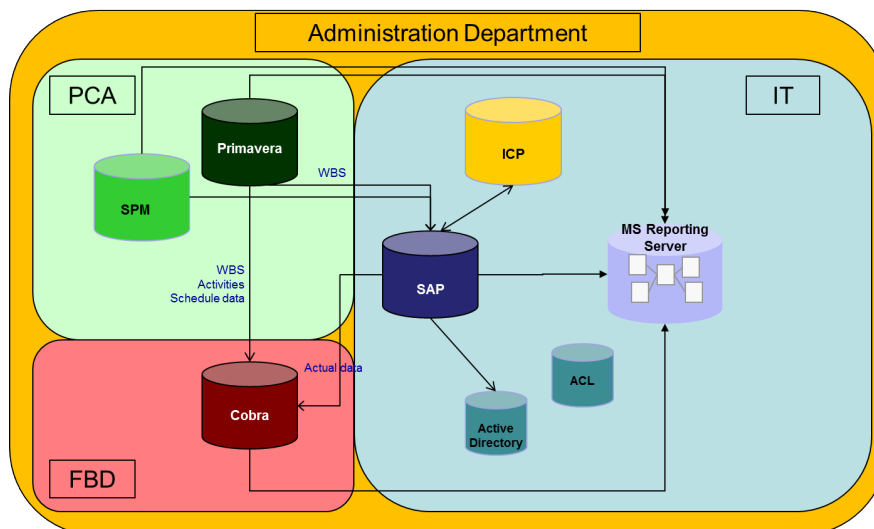 Administration Department
PCA
IT
Primavera
ICP
WBS
SPM
MS Reporting
Server
WBS
Activities
Schedule data
SAP
Actual data
ACL
Cobra
Active
Directory
FBD